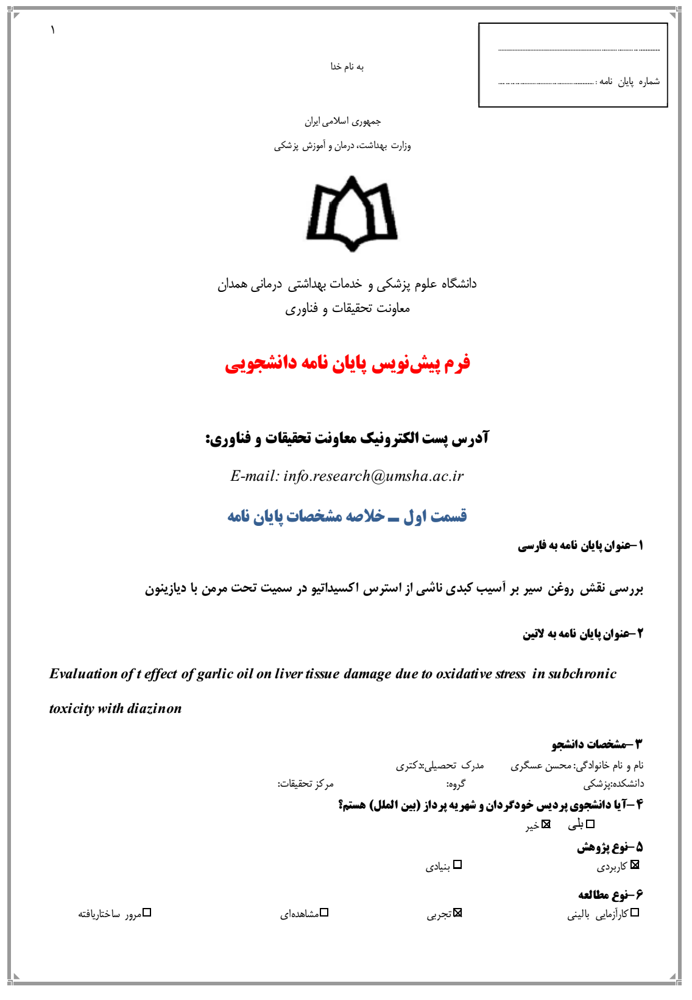 ۱
................................................................................
شماره پایان نامه :................................................
به نام خدا
جمهوری اسلامی ایران
وزارت بهداشت، درمان و آموزش پزشکی
دانشگاه علوم پزشکی و خدمات بهداشتی درمانی همدان
معاونت تحقیقات و فناوری
فرم پیش‌نویس پایان نامه دانشجویی
آدرس پست الکترونیک معاونت تحقیقات و فناوری:
E-mail: info.research@umsha.ac.ir
قسمت اول ـ خلاصه مشخصات پایان نامه
۱-عنوان پایان نامه به فارسی
بررسی نقش روغن سیر بر آسیب کبدی ناشی از استرس اکسیداتیو در سمیت تحت مرمن با دیازینون
۲-عنوان پایان نامه به لاتین
Evaluation of t effect of garlic oil on liver tissue damage due to oxidative stress in subchronic
toxicity with diazinon
۳-مشخصات دانشجو
نام و نام خانوادگی: محسن عسگری مدرک تحصیلی:دکتری
دانشکده:پزشکی گروه: مرکز تحقیقات:
۴-آیا دانشجوی پردیس خودگردان و شهریه پرداز (بین الملل) هستم؟
☐ بلی ☒ خیر
۵-نوع پژوهش
☒ کاربردی ☐ بنیادی
۶-نوع مطالعه
☐ کارآزمایی بالینی ☒ تجربی ☐ مشاهده‌ای ☐ مرور ساختاریافته